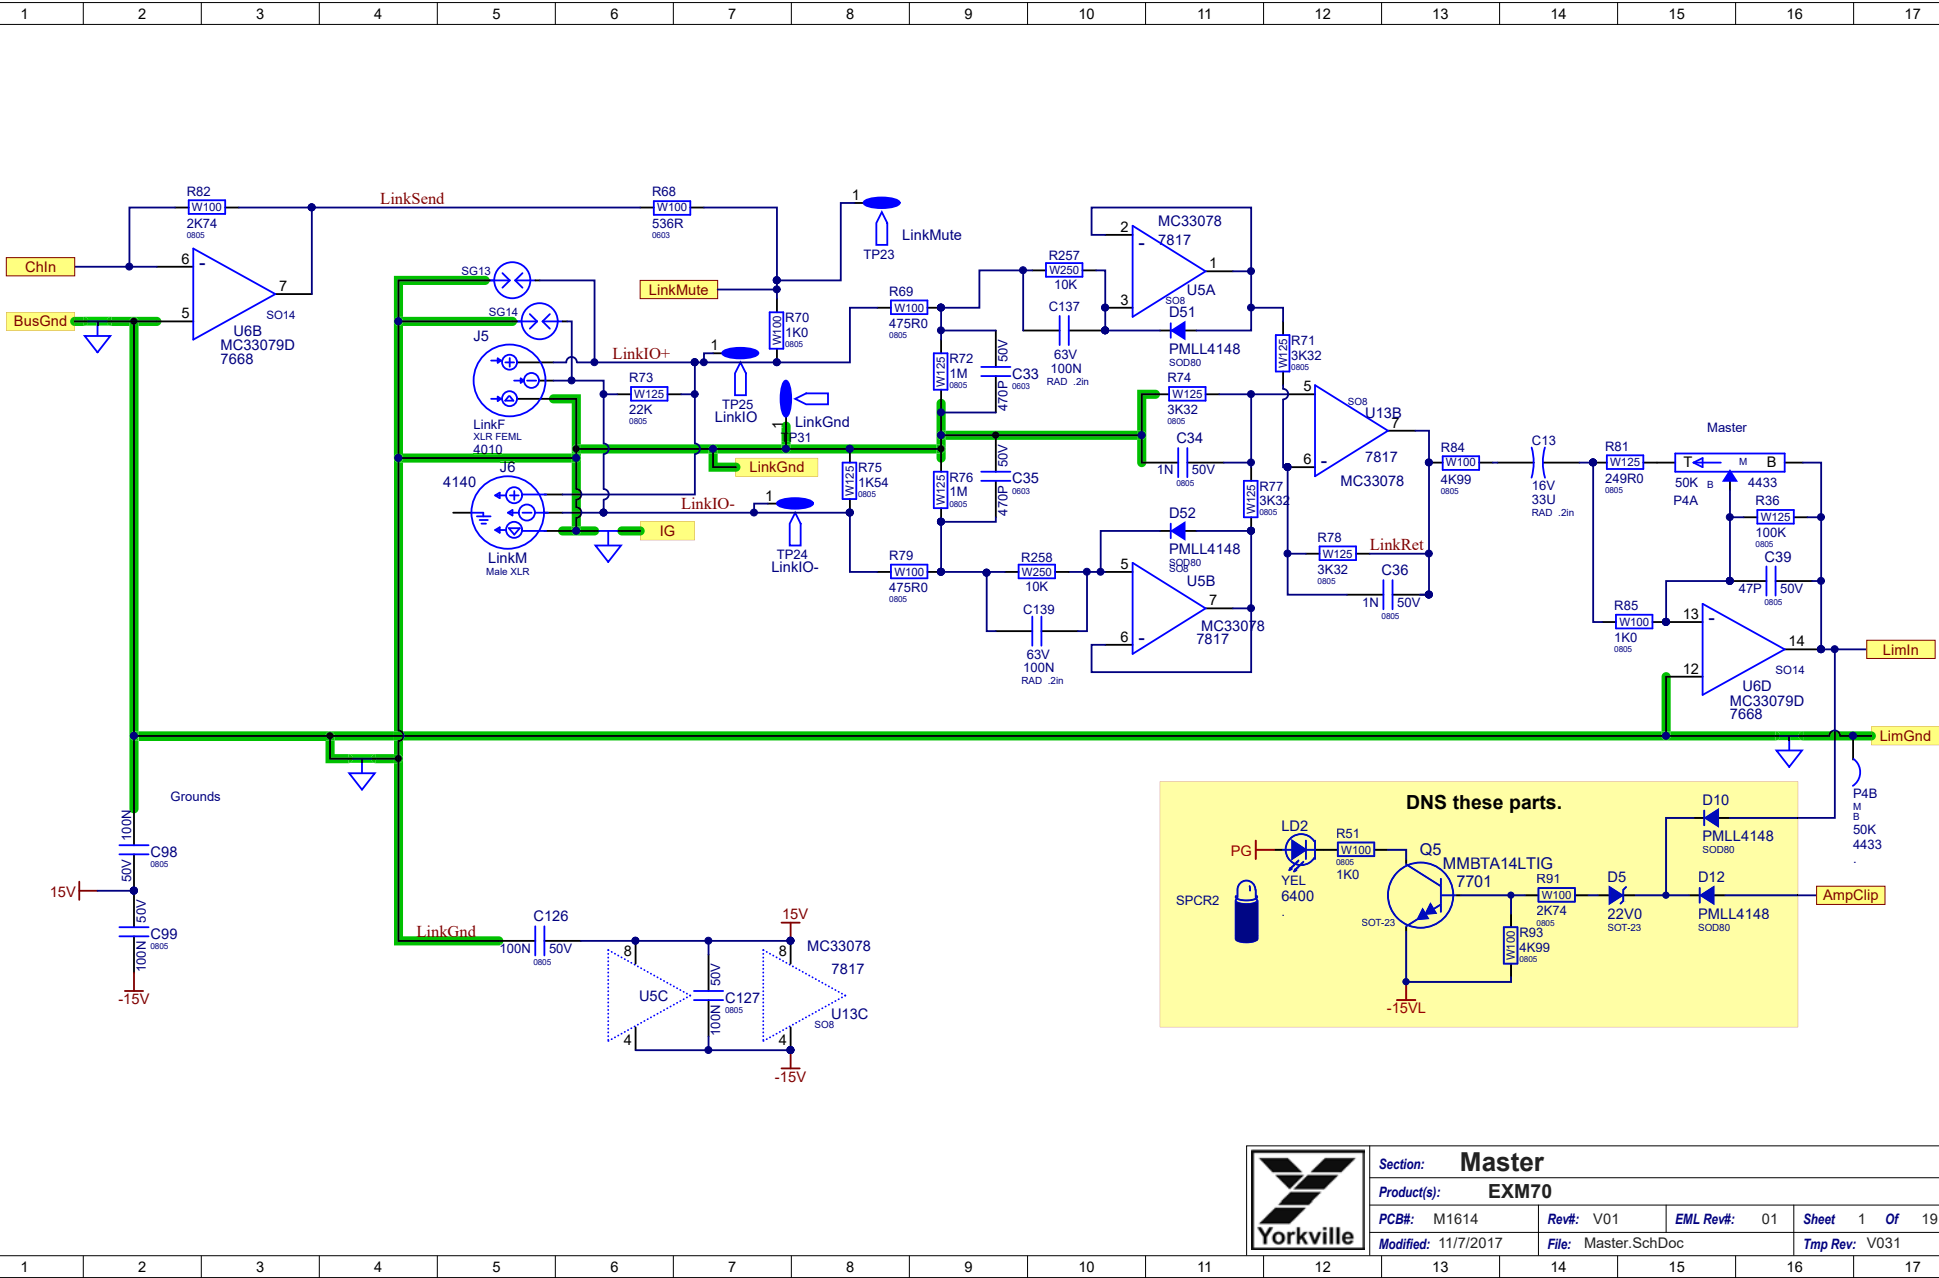 1 2 3 4 5 6 7 8 9 10 11 12 13 14 15 16 17
R82
W100
2K74
0805
LinkSend
R68
W100
536R
0603
1
LinkMute
TP23
ChIn
6
5
7
SO14
U6B
MC33079D
7668
BusGnd
SG13
SG14
J5
LinkF
XLR FEML
4010
J6
4140
LinkM
Male XLR
LinkMute
R70
W100
1K0
0805
LinkIO+
1
TP25
LinkIO
R73
W125
22K
0805
LinkGnd
1
TP31
LinkGnd
R75
W125
1K54
0805
LinkIO-
1
TP24
LinkIO-
IG
R69
W100
475R0
0805
R72
W125
1M
0805
50V
C33
0603
470P
R76
W125
1M
0805
50V
C35
0603
470P
R79
W100
475R0
0805
R257
W250
10K
C137
63V
100N
RAD .2in
MC33078
7817
2
3
1
U5A
SO8
D51
PMLL4148
SOD80
R74
W125
3K32
0805
C34
1N 50V
0805
R77
W125
3K32
0805
D52
PMLL4148
SOD80
SO8
U5B
5
6
7
MC33078
7817
R258
W250
10K
C139
63V
100N
RAD .2in
R71
W125
3K32
0805
5
6
7
SO8
U13B
7817
MC33078
R78
W125
3K32
0805
LinkRet
C36
1N 50V
0805
R84
W100
4K99
0805
C13
16V
33U
RAD .2in
R81
W125
249R0
0805
Master
T M B
50K B 4433
P4A
R36
W125
100K
0805
C39
47P 50V
0805
R85
W100
1K0
0805
13
12
14
SO14
U6D
MC33079D
7668
LimIn
LimGnd
P4B
M
B
50K
4433
.
Grounds
100N
C98
0805
50V
15V
50V
C99
0805
100N
-15V
LinkGnd
C126
100N 50V
0805
8
U5C
4
50V
C127
0805
100N
15V
8
MC33078
7817
U13C
SO8
4
-15V
DNS these parts.
PG
LD2
YEL
6400
.
R51
W100
0805
1K0
SPCR2
Q5
MMBTA14LTIG
7701
SOT-23
-15VL
R91
W100
2K74
0805
R93
W100
4K99
0805
D5
22V0
SOT-23
D10
PMLL4148
SOD80
D12
PMLL4148
SOD80
AmpClip
Yorkville
Section: Master
Product(s): EXM70
PCB#: M1614 Rev#: V01 EML Rev#: 01 Sheet 1 Of 19
Modified: 11/7/2017 File: Master.SchDoc Tmp Rev: V031
1 2 3 4 5 6 7 8 9 10 11 12 13 14 15 16 17